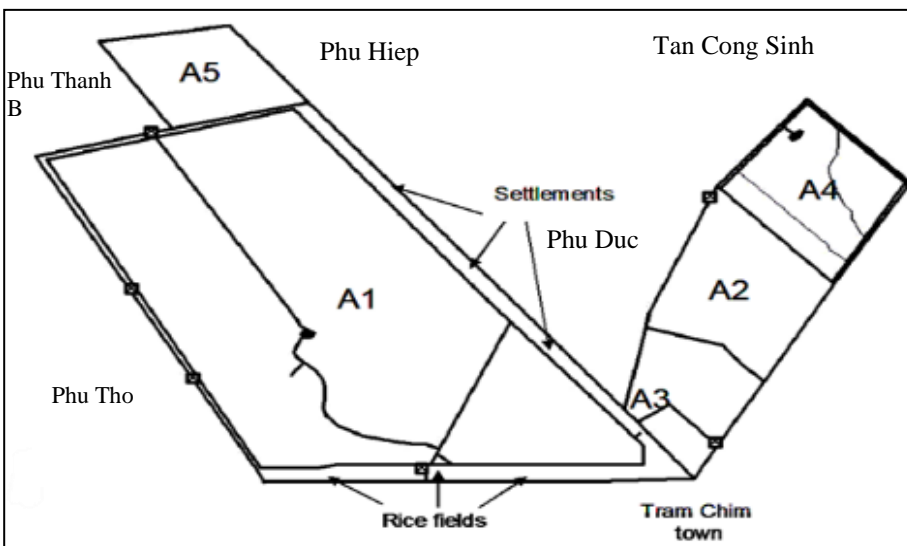 Phu Hiep
Tan Cong Sinh
A5
Phu Thanh
B
Settlements
A4
Phu Duc
A2
A1
Phu Tho
A3
Rice fields
Tram Chim
town